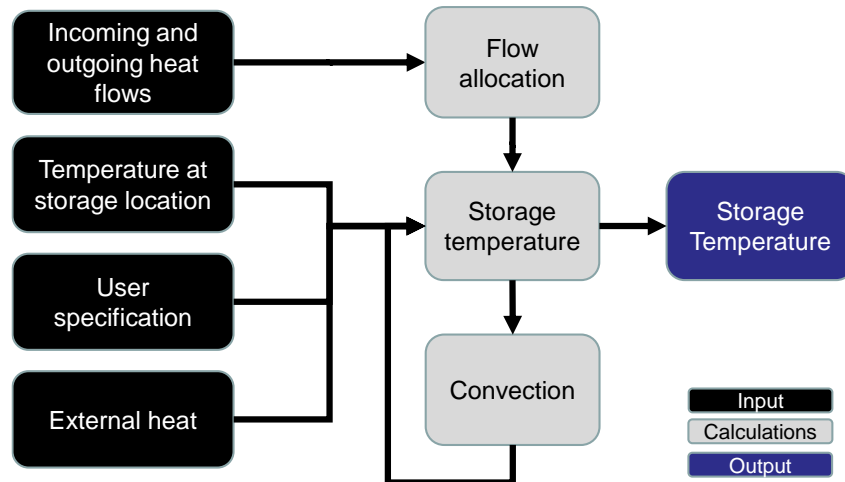 Incoming and
outgoing heat
flows
Flow
allocation
Temperature at
storage location
Storage
temperature
Storage
Temperature
User
specification
Convection
External heat
Input
Calculations
Output